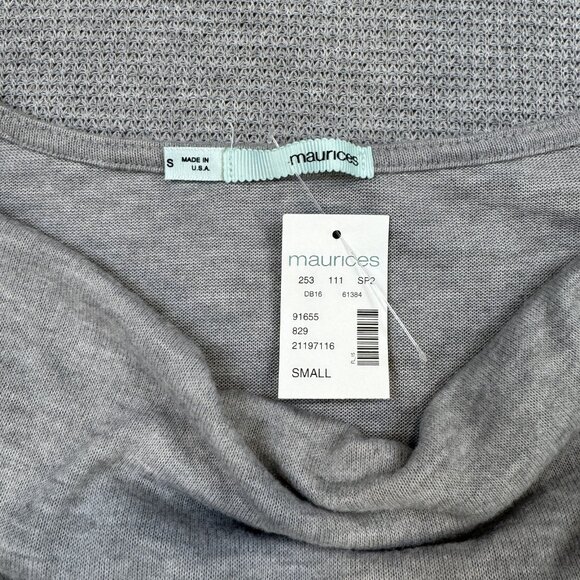 S
MADE IN
U.S.A.
maurices
maurices
253 111 SP2
DB16 61384
91655
829
21197116
SMALL